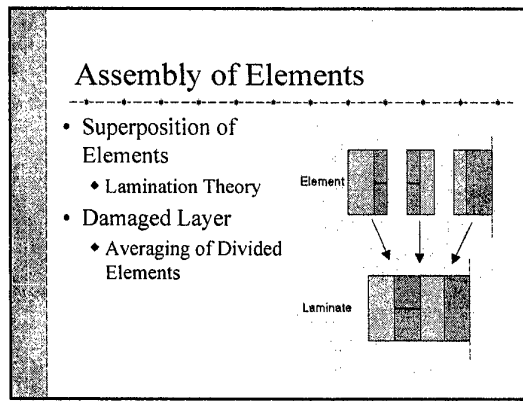 Assembly of Elements
• Superposition of
Elements
◆ Lamination Theory
• Damaged Layer
◆ Averaging of Divided
Elements
Element
Laminate